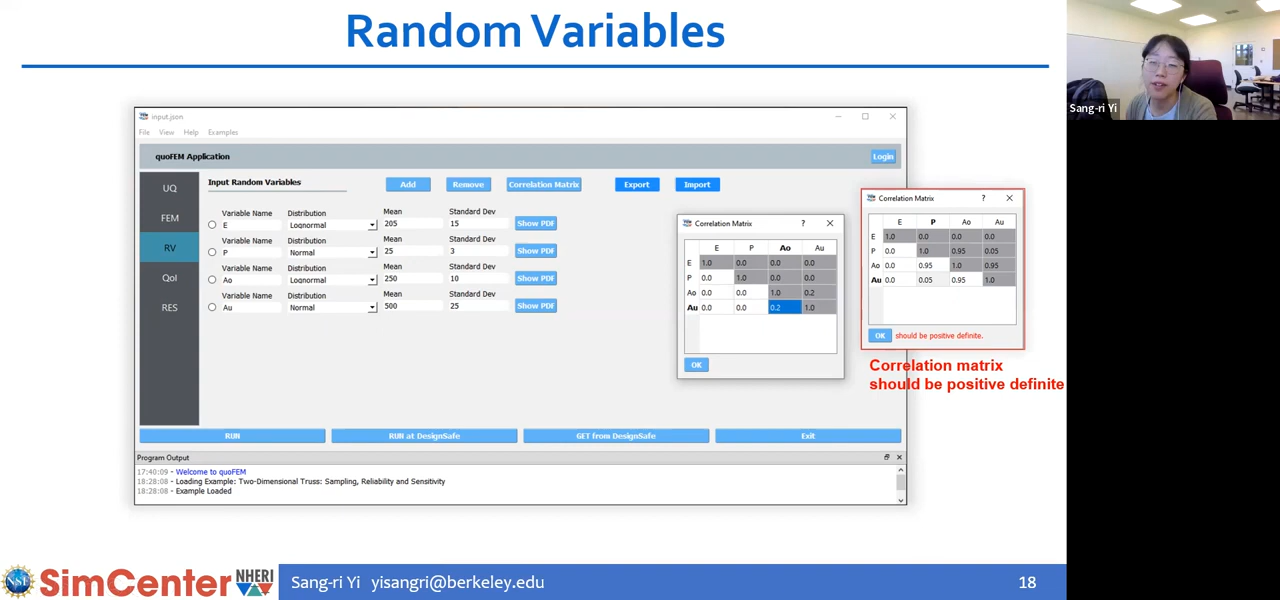 Random Variables
Sang-ri Yi
input.json
File View Help Examples
quoFEM Application
Login
UQ
FEM
RV
QoI
RES
Input Random Variables
Add
Remove
Correlation Matrix
Export
Import
Variable Name Distribution Mean Standard Dev
E Lognormal 205 15 Show PDF
Variable Name Distribution Mean Standard Dev
P Normal 25 3 Show PDF
Variable Name Distribution Mean Standard Dev
Ao Lognormal 250 10 Show PDF
Variable Name Distribution Mean Standard Dev
Au Normal 500 25 Show PDF
Correlation Matrix ?
E P Ao Au
E 1.0 0.0 0.0 0.0
P 0.0 1.0 0.0 0.0
Ao 0.0 0.0 1.0 0.2
Au 0.0 0.0 0.2 1.0
OK
Correlation Matrix ?
E P Ao Au
E 1.0 0.0 0.0 0.0
P 0.0 1.0 0.95 0.05
Ao 0.0 0.95 1.0 0.95
Au 0.0 0.05 0.95 1.0
OK should be positive definite.
Correlation matrix
should be positive definite
RUN
RUN at DesignSafe
GET from DesignSafe
Exit
Program Output
17:40:09 - Welcome to quoFEM
18:28:08 - Loading Example: Two-Dimensional Truss: Sampling, Reliability and Sensitivity
18:28:08 - Example Loaded
NSF
SimCenter
NHERI
Sang-ri Yi yisangri@berkeley.edu
18